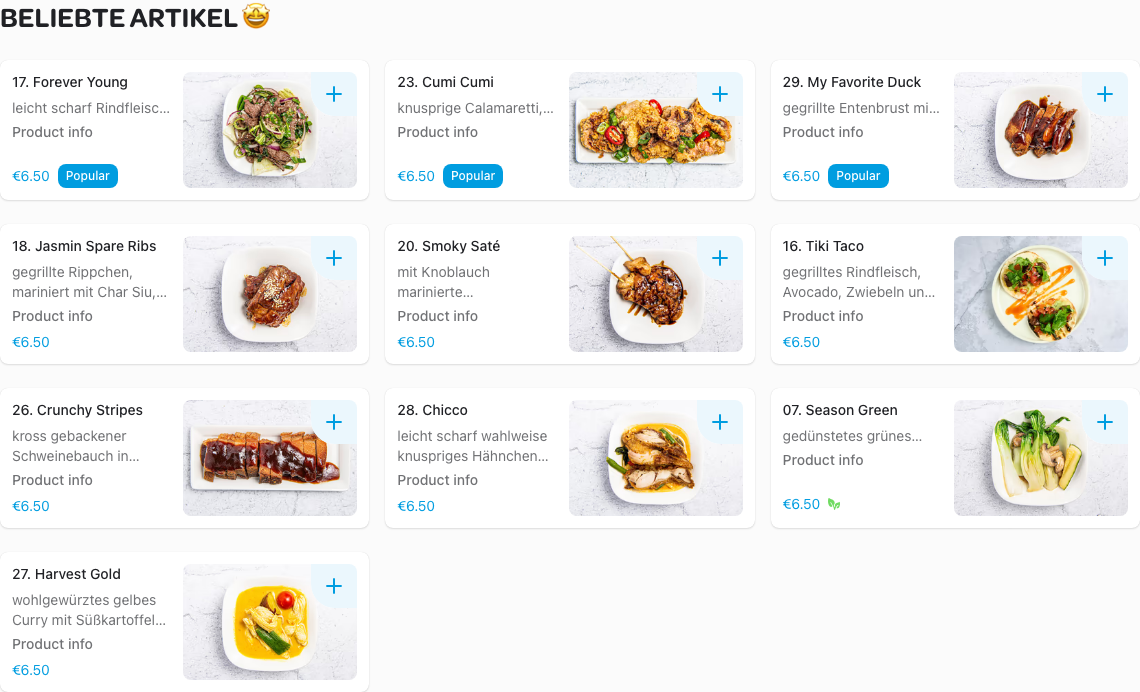 BELIEBTE ARTIKEL 🤩
17. Forever Young
leicht scharf Rindfleisc...
Product info
€6.50 Popular
23. Cumi Cumi
knusprige Calamaretti,...
Product info
€6.50 Popular
29. My Favorite Duck
gegrillte Entenbrust mi...
Product info
€6.50 Popular
18. Jasmin Spare Ribs
gegrillte Rippchen,
mariniert mit Char Siu,...
Product info
€6.50
20. Smoky Saté
mit Knoblauch
marinierte...
Product info
€6.50
16. Tiki Taco
gegrilltes Rindfleisch,
Avocado, Zwiebeln un...
Product info
€6.50
26. Crunchy Stripes
kross gebackener
Schweinebauch in...
Product info
€6.50
28. Chicco
leicht scharf wahlweise
knuspriges Hähnchen...
Product info
€6.50
07. Season Green
gedünstetes grünes...
Product info
€6.50
27. Harvest Gold
wohlgewürztes gelbes
Curry mit Süßkartoffel...
Product info
€6.50